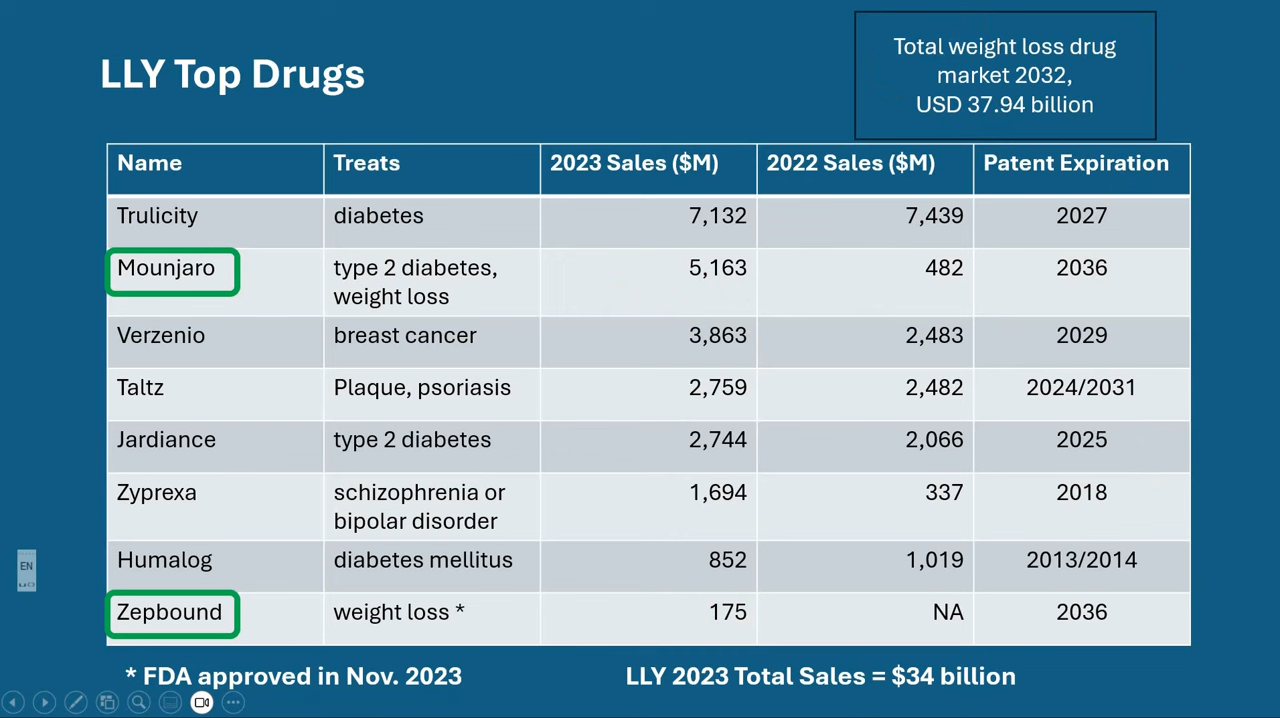 Total weight loss drug
market 2032,
USD 37.94 billion
LLY Top Drugs
Name Treats 2023 Sales ($M) 2022 Sales ($M) Patent Expiration
Trulicity diabetes 7,132 7,439 2027
Mounjaro type 2 diabetes, 5,163 482 2036
weight loss
Verzenio breast cancer 3,863 2,483 2029
Taltz Plaque, psoriasis 2,759 2,482 2024/2031
Jardiance type 2 diabetes 2,744 2,066 2025
Zyprexa schizophrenia or 1,694 337 2018
bipolar disorder
Humalog diabetes mellitus 852 1,019 2013/2014
Zepbound weight loss * 175 NA 2036
* FDA approved in Nov. 2023 LLY 2023 Total Sales = $34 billion
EN